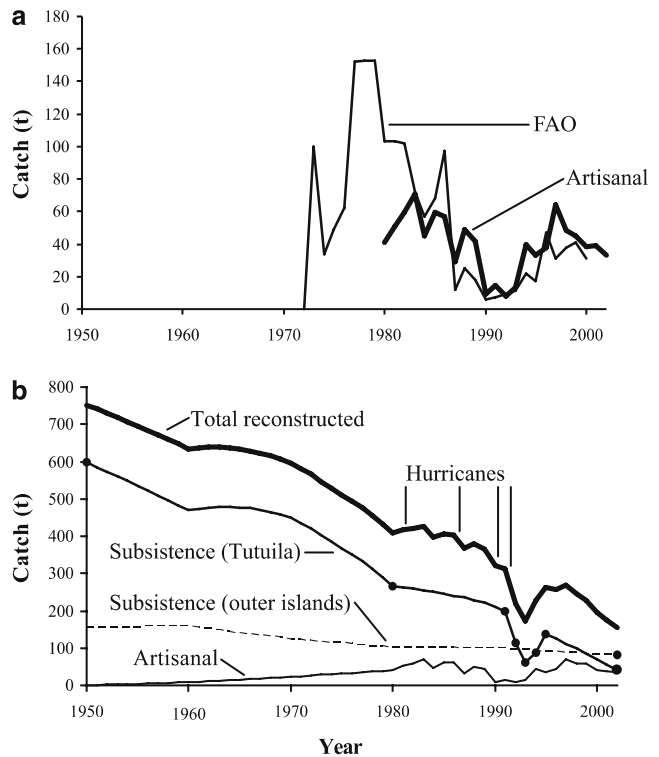 a
180
160
140
120
100
80
60
40
20
0
Catch (t)
FAO
Artisanal
1950 1960 1970 1980 1990 2000
b
800
700
600
500
400
300
200
100
0
Catch (t)
Total reconstructed
Hurricanes
Subsistence (Tutuila)
Subsistence (outer islands)
Artisanal
1950 1960 1970 1980 1990 2000
Year